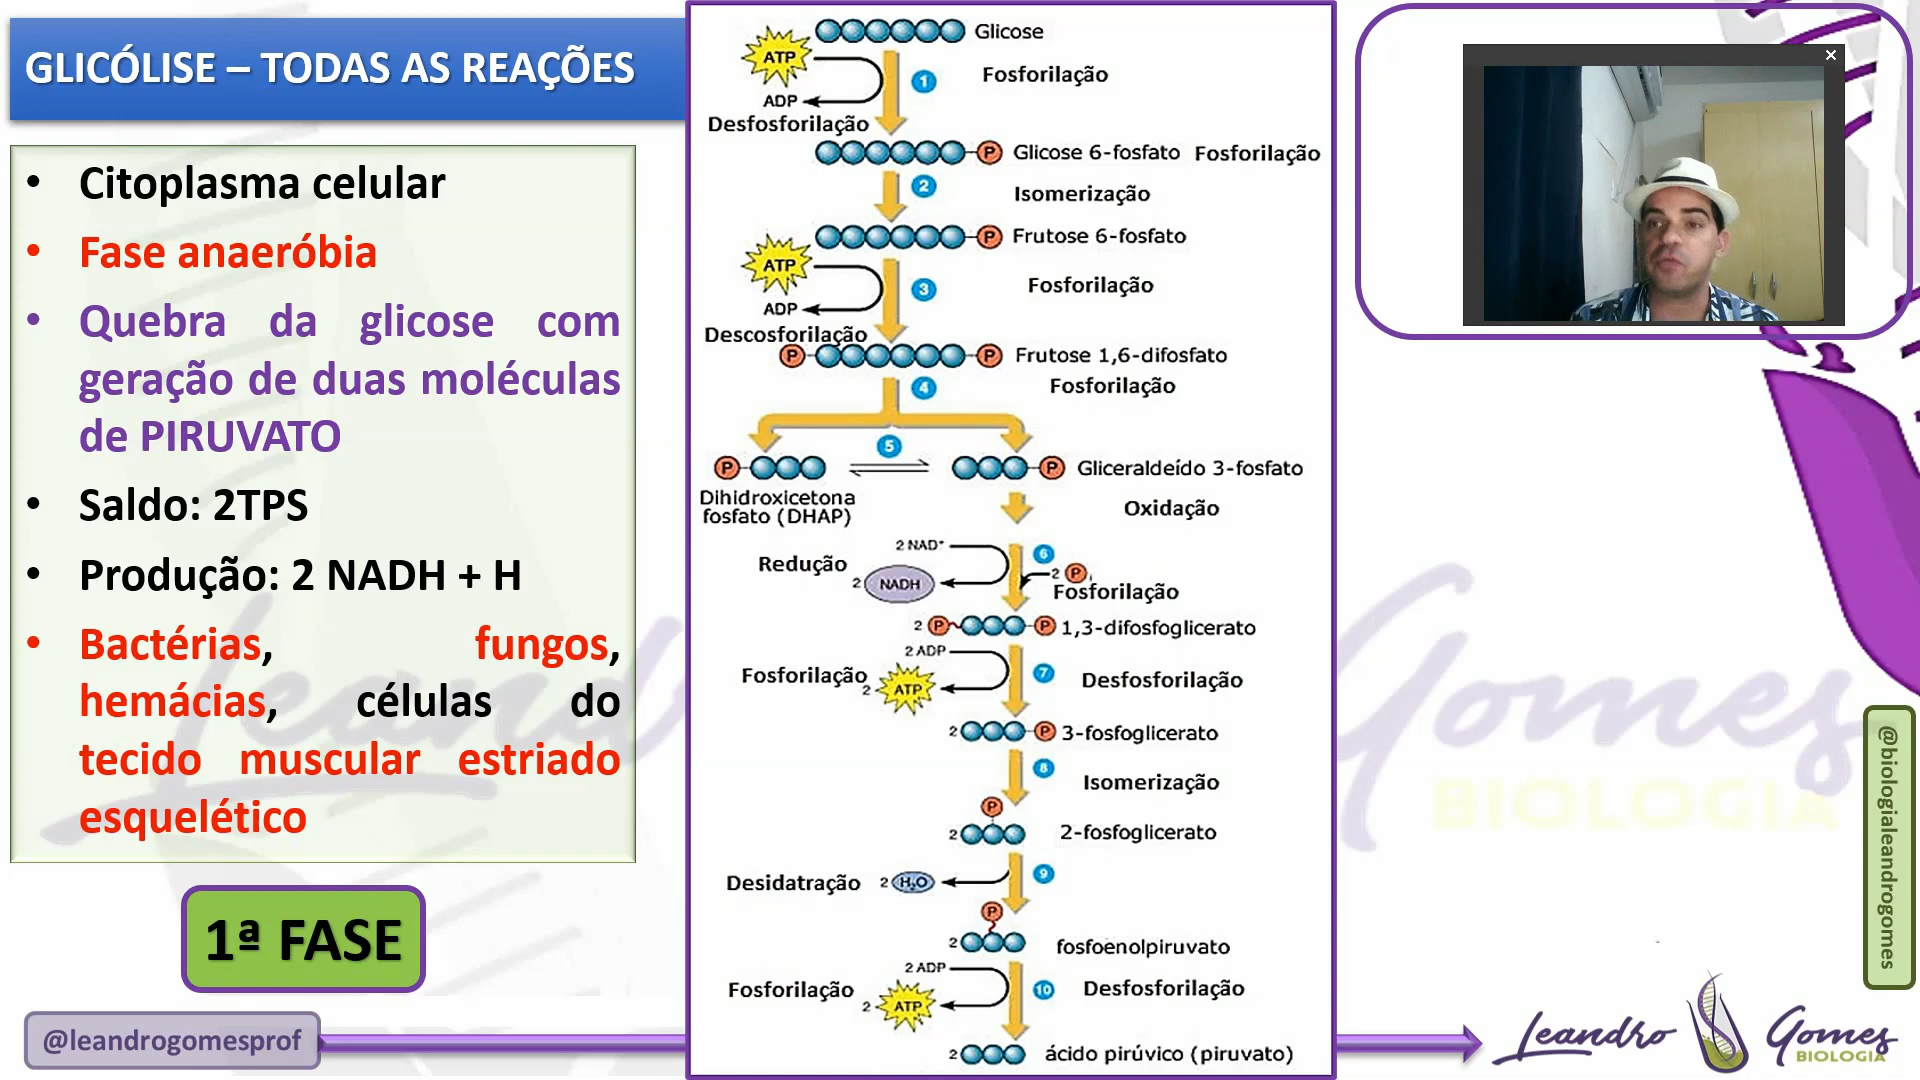 GLICÓLISE – TODAS AS REAÇÕES
• Citoplasma celular
• Fase anaeróbia
• Quebra da glicose com
geração de duas moléculas
de PIRUVATO
• Saldo: 2TPS
• Produção: 2 NADH + H
• Bactérias, fungos,
hemácias, células do
tecido muscular estriado
esquelético
1ª FASE
@leandrogomesprof
Glicose
ATP
1
Fosforilação
ADP
Desfosforilação
P
Glicose 6-fosfato Fosforilação
2
Isomerização
P
Frutose 6-fosfato
ATP
3
Fosforilação
ADP
Descosforilação
P
P
Frutose 1,6-difosfato
4
Fosforilação
5
P
P
Gliceraldeído 3-fosfato
Dihidroxicetona
fosfato (DHAP)
Oxidação
2 NAD+
6
Redução
2 NADH
2 P
Fosforilação
2 P
P
1,3-difosfoglicerato
2 ADP
Fosforilação
2 ATP
7
Desfosforilação
2
P
3-fosfoglicerato
8
Isomerização
P
2
2-fosfoglicerato
Desidatração
2 H₂O
9
P
2
fosfoenolpiruvato
2 ADP
Fosforilação
2 ATP
10
Desfosforilação
2
ácido pirúvico (piruvato)
×
@biologialeandrogomes
Leandro Gomes
BIOLOGIA
Leandro Gomes
BIOLOGIA